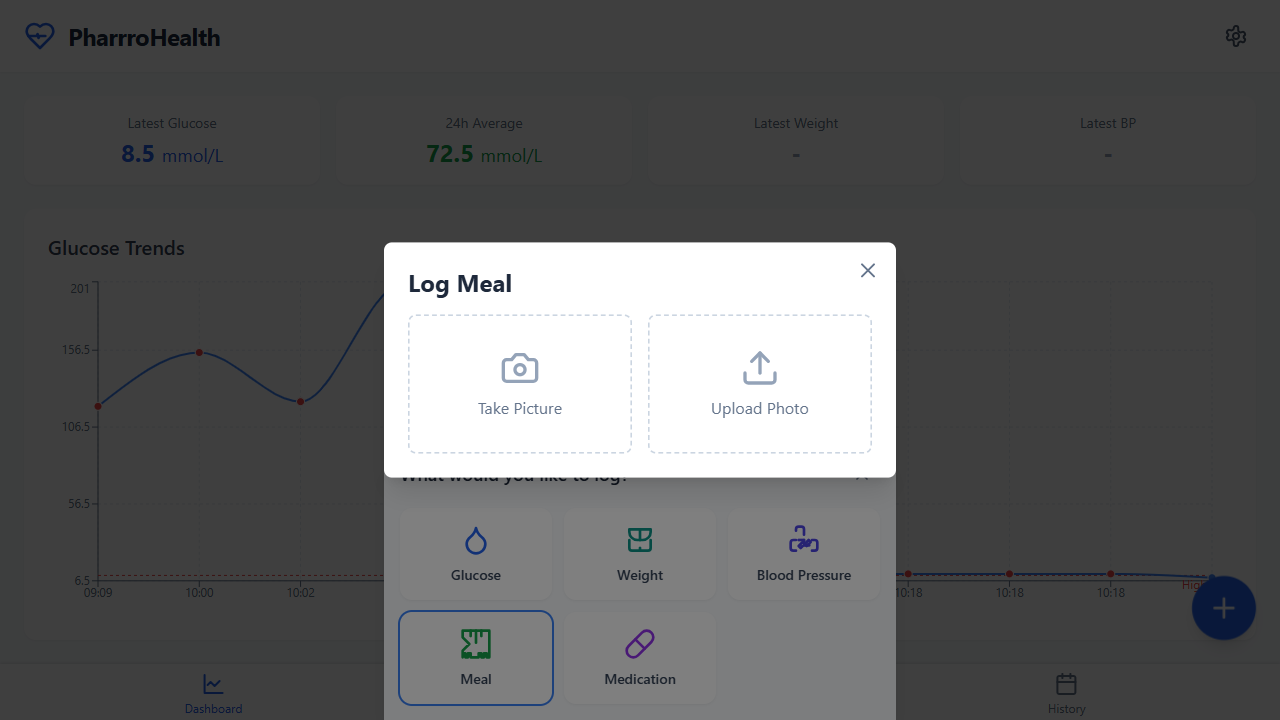 PharrroHealth
Latest Glucose
8.5 mmol/L
24h Average
72.5 mmol/L
Latest Weight
-
Latest BP
-
Glucose Trends
201
156.5
106.5
56.5
6.5
09:09
10:00
10:02
10:18
10:18
10:18
Log Meal
Take Picture
Upload Photo
What would you like to log?
Glucose
Weight
Blood Pressure
Meal
Medication
Dashboard
History